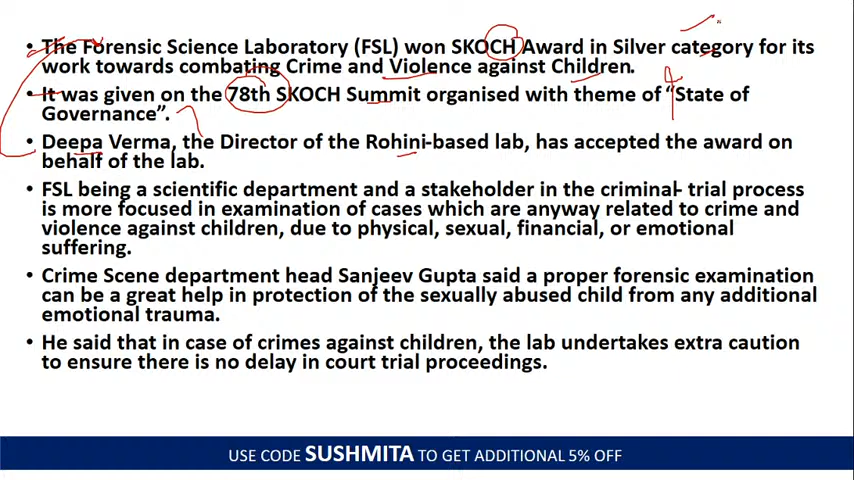 • The Forensic Science Laboratory (FSL) won SKOCH Award in Silver category for its
work towards combating Crime and Violence against Children.
• It was given on the 78th SKOCH Summit organised with theme of “State of
Governance”.
• Deepa Verma, the Director of the Rohini-based lab, has accepted the award on
behalf of the lab.
• FSL being a scientific department and a stakeholder in the criminal- trial process
is more focused in examination of cases which are anyway related to crime and
violence against children, due to physical, sexual, financial, or emotional
suffering.
• Crime Scene department head Sanjeev Gupta said a proper forensic examination
can be a great help in protection of the sexually abused child from any additional
emotional trauma.
• He said that in case of crimes against children, the lab undertakes extra caution
to ensure there is no delay in court trial proceedings.
USE CODE SUSHMITA TO GET ADDITIONAL 5% OFF